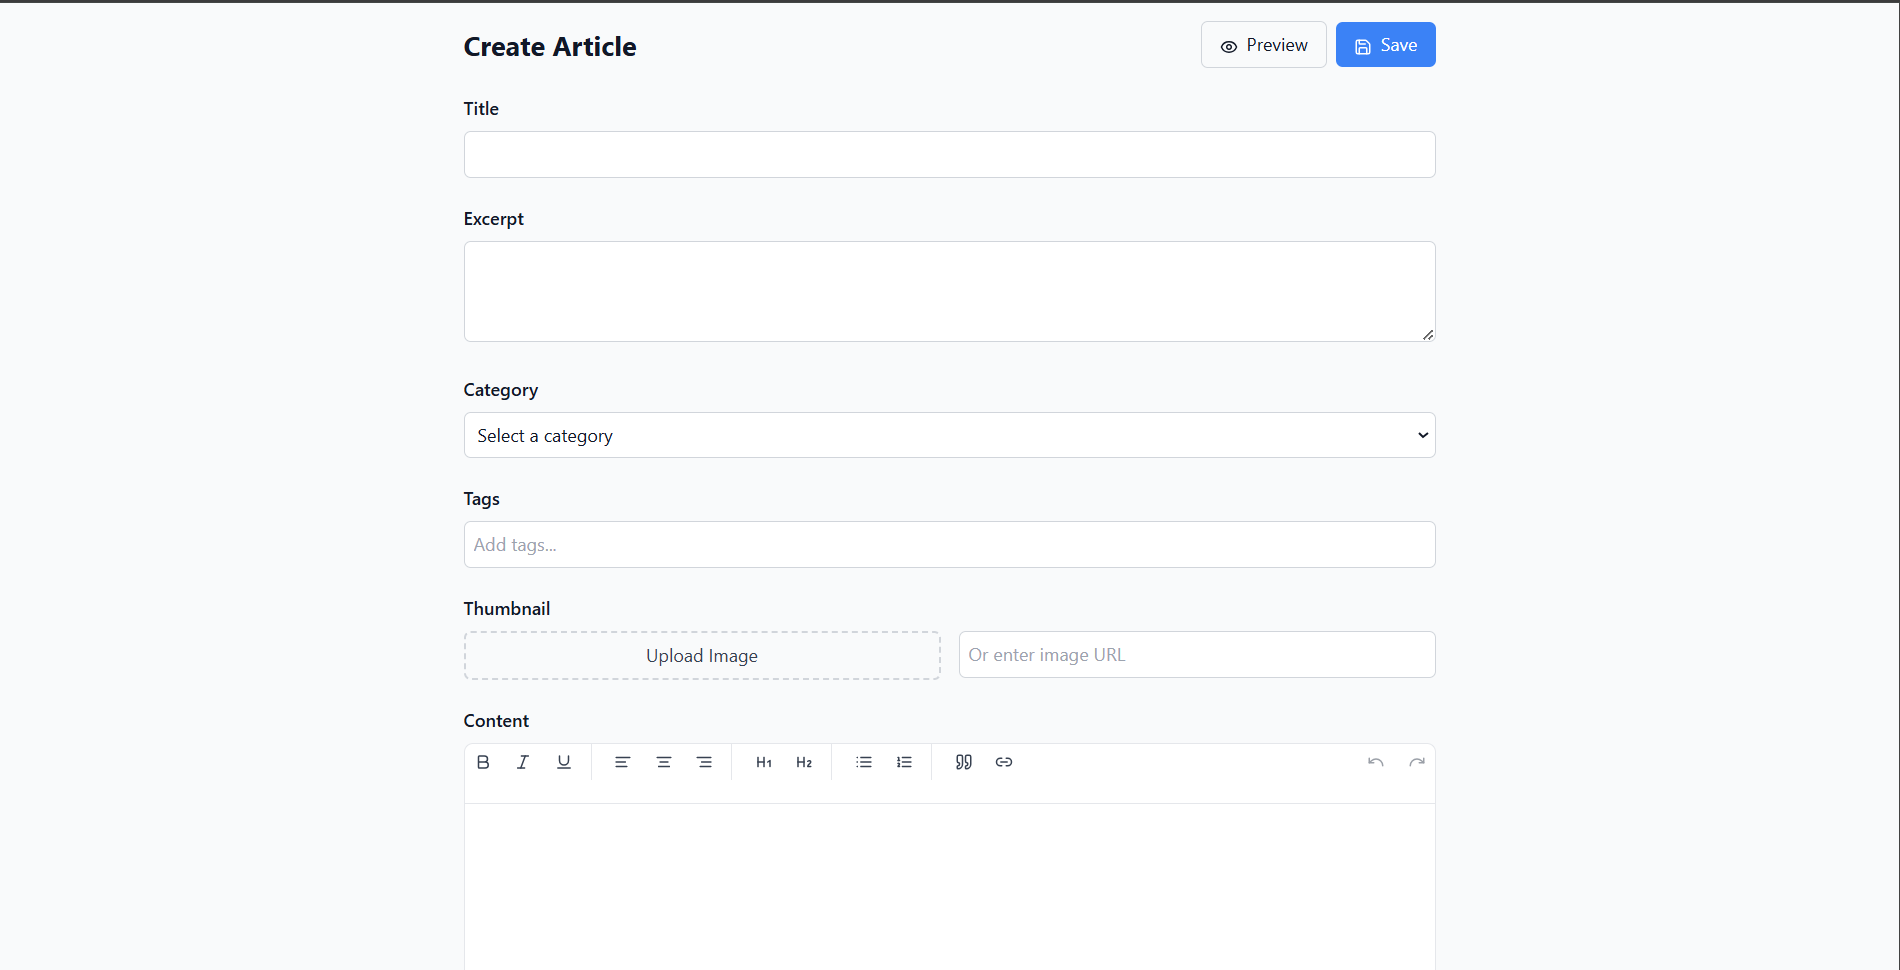 Create Article
Preview
Save
Title
Excerpt
Category
Select a category
Tags
Add tags...
Thumbnail
Upload Image
Or enter image URL
Content
B I U H1 H2